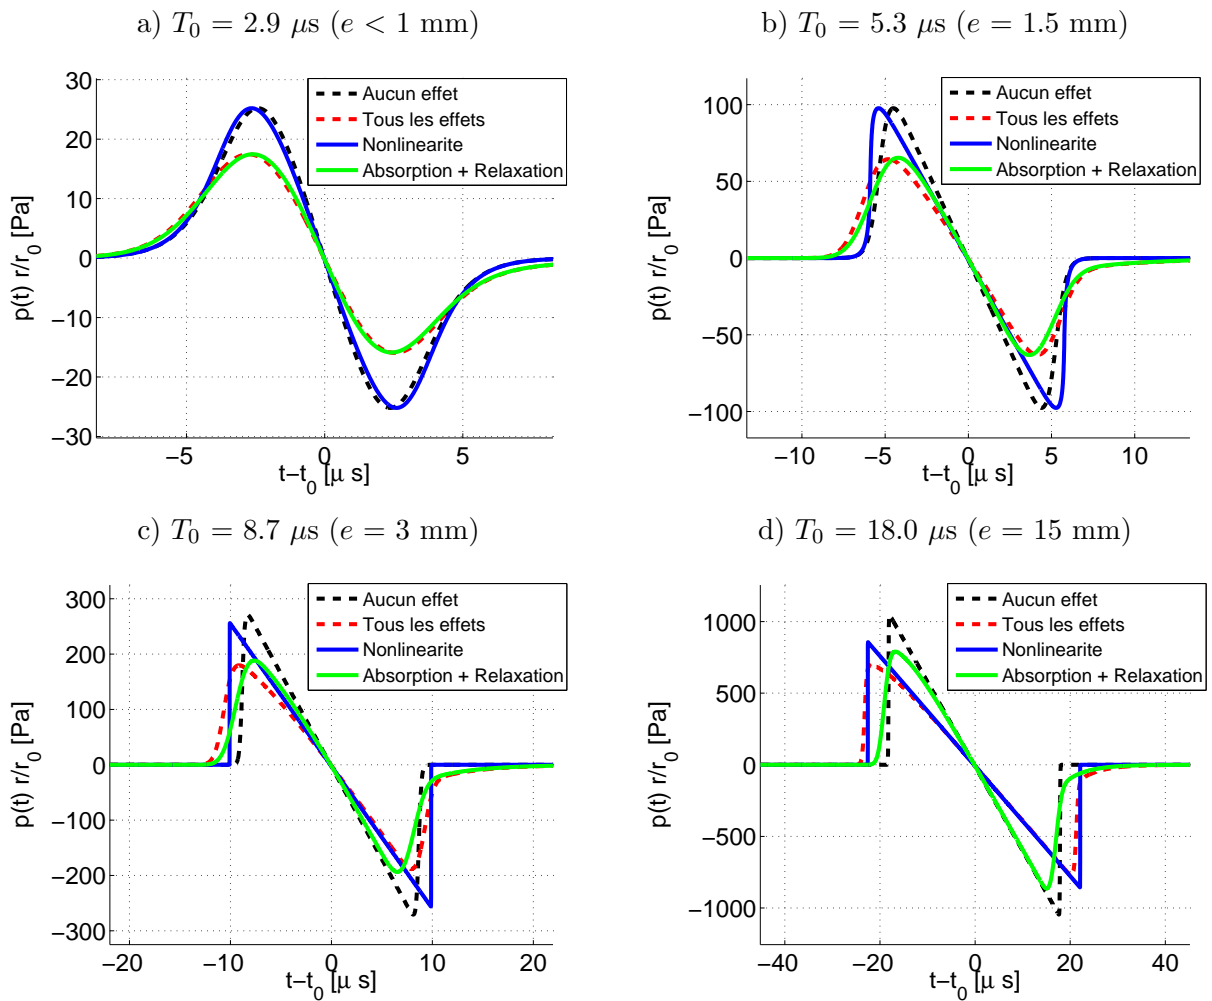 a) T₀ = 2.9 μs (e < 1 mm)
30
20
10
0
−10
−20
−30
p(t) r/r₀ [Pa]
−5
0
5
t−t₀ [μ s]
Aucun effet
Tous les effets
Nonlinearite
Absorption + Relaxation
b) T₀ = 5.3 μs (e = 1.5 mm)
100
50
0
−50
−100
p(t) r/r₀ [Pa]
−10
−5
0
5
10
t−t₀ [μ s]
Aucun effet
Tous les effets
Nonlinearite
Absorption + Relaxation
c) T₀ = 8.7 μs (e = 3 mm)
300
200
100
0
−100
−200
−300
p(t) r/r₀ [Pa]
−20
−10
0
10
20
t−t₀ [μ s]
Aucun effet
Tous les effets
Nonlinearite
Absorption + Relaxation
d) T₀ = 18.0 μs (e = 15 mm)
1000
500
0
−500
−1000
p(t) r/r₀ [Pa]
−40
−20
0
20
40
t−t₀ [μ s]
Aucun effet
Tous les effets
Nonlinearite
Absorption + Relaxation